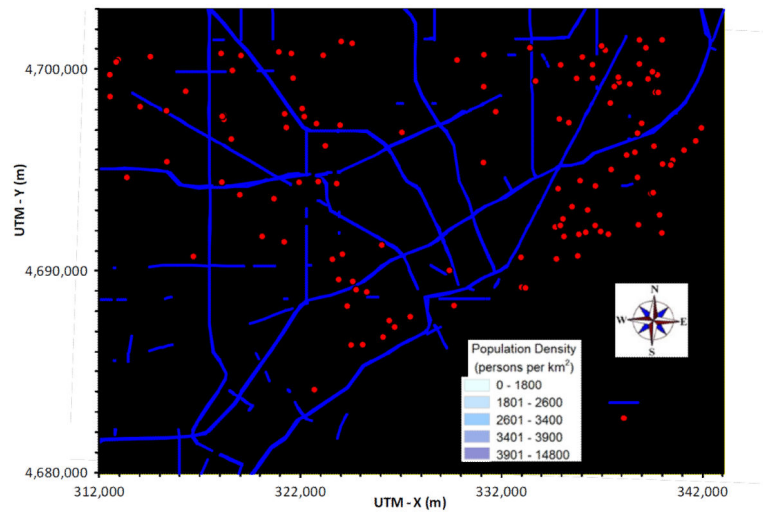 4,700,000
UTM - Y (m)
4,690,000
N
W
E
S
Population Density
(persons per km²)
0 - 1800
1801 - 2600
2601 - 3400
3401 - 3900
3901 - 14800
4,680,000
312,000
322,000
332,000
342,000
UTM - X (m)